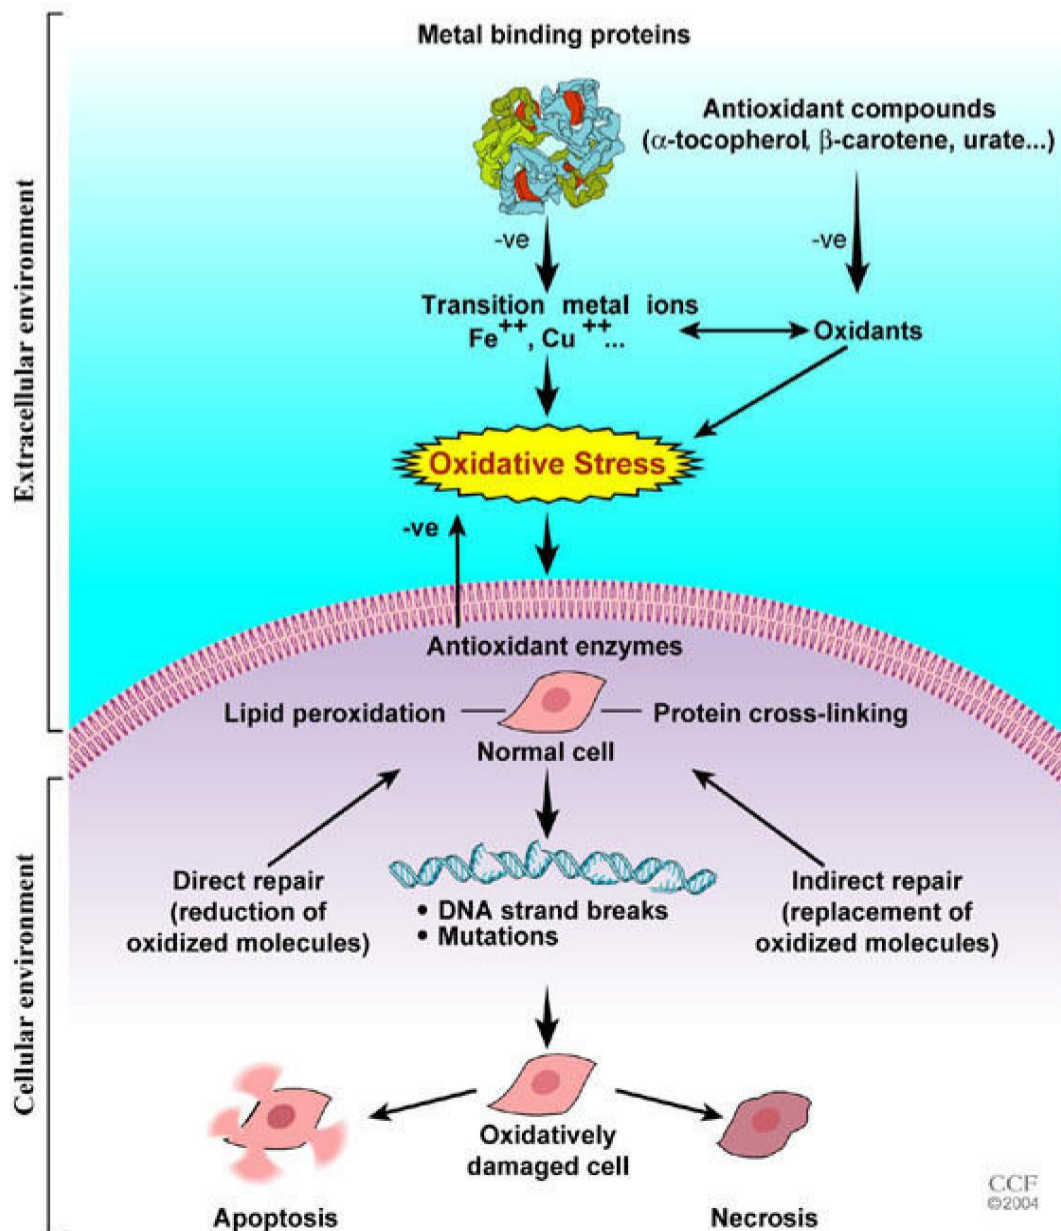 Metal binding proteins
Antioxidant compounds
(α-tocopherol, β-carotene, urate...)
-ve
-ve
Transition metal ions
Fe++, Cu++...
Oxidants
Oxidative Stress
-ve
Antioxidant enzymes
Lipid peroxidation
Protein cross-linking
Normal cell
Direct repair
(reduction of
oxidized molecules)
• DNA strand breaks
• Mutations
Indirect repair
(replacement of
oxidized molecules)
Oxidatively
damaged cell
Apoptosis
Necrosis
Extracellular environment
Cellular environment
CCF
©2004